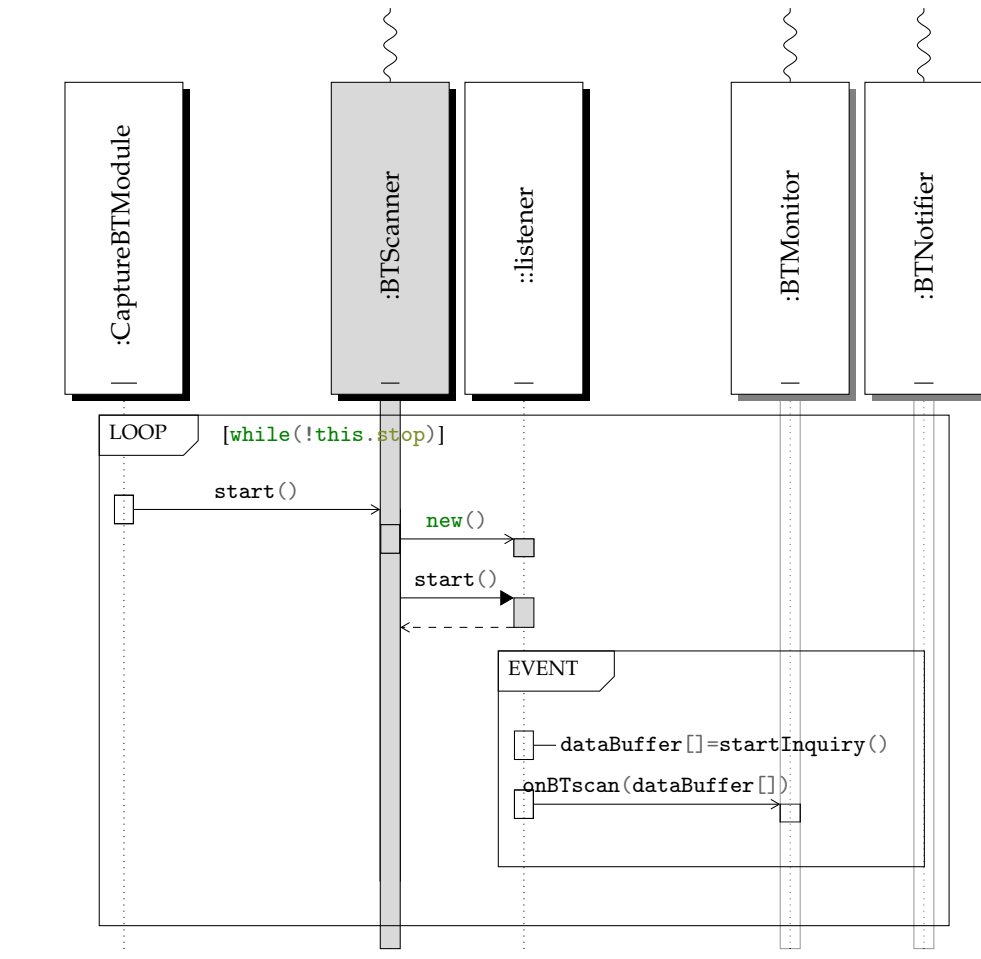 :CaptureBTModule
:BTScanner
::listener
:BTMonitor
:BTNotifier
LOOP
[while(!this.stop)]
start()
new()
start()
EVENT
dataBuffer[]=startInquiry()
onBTscan(dataBuffer[])